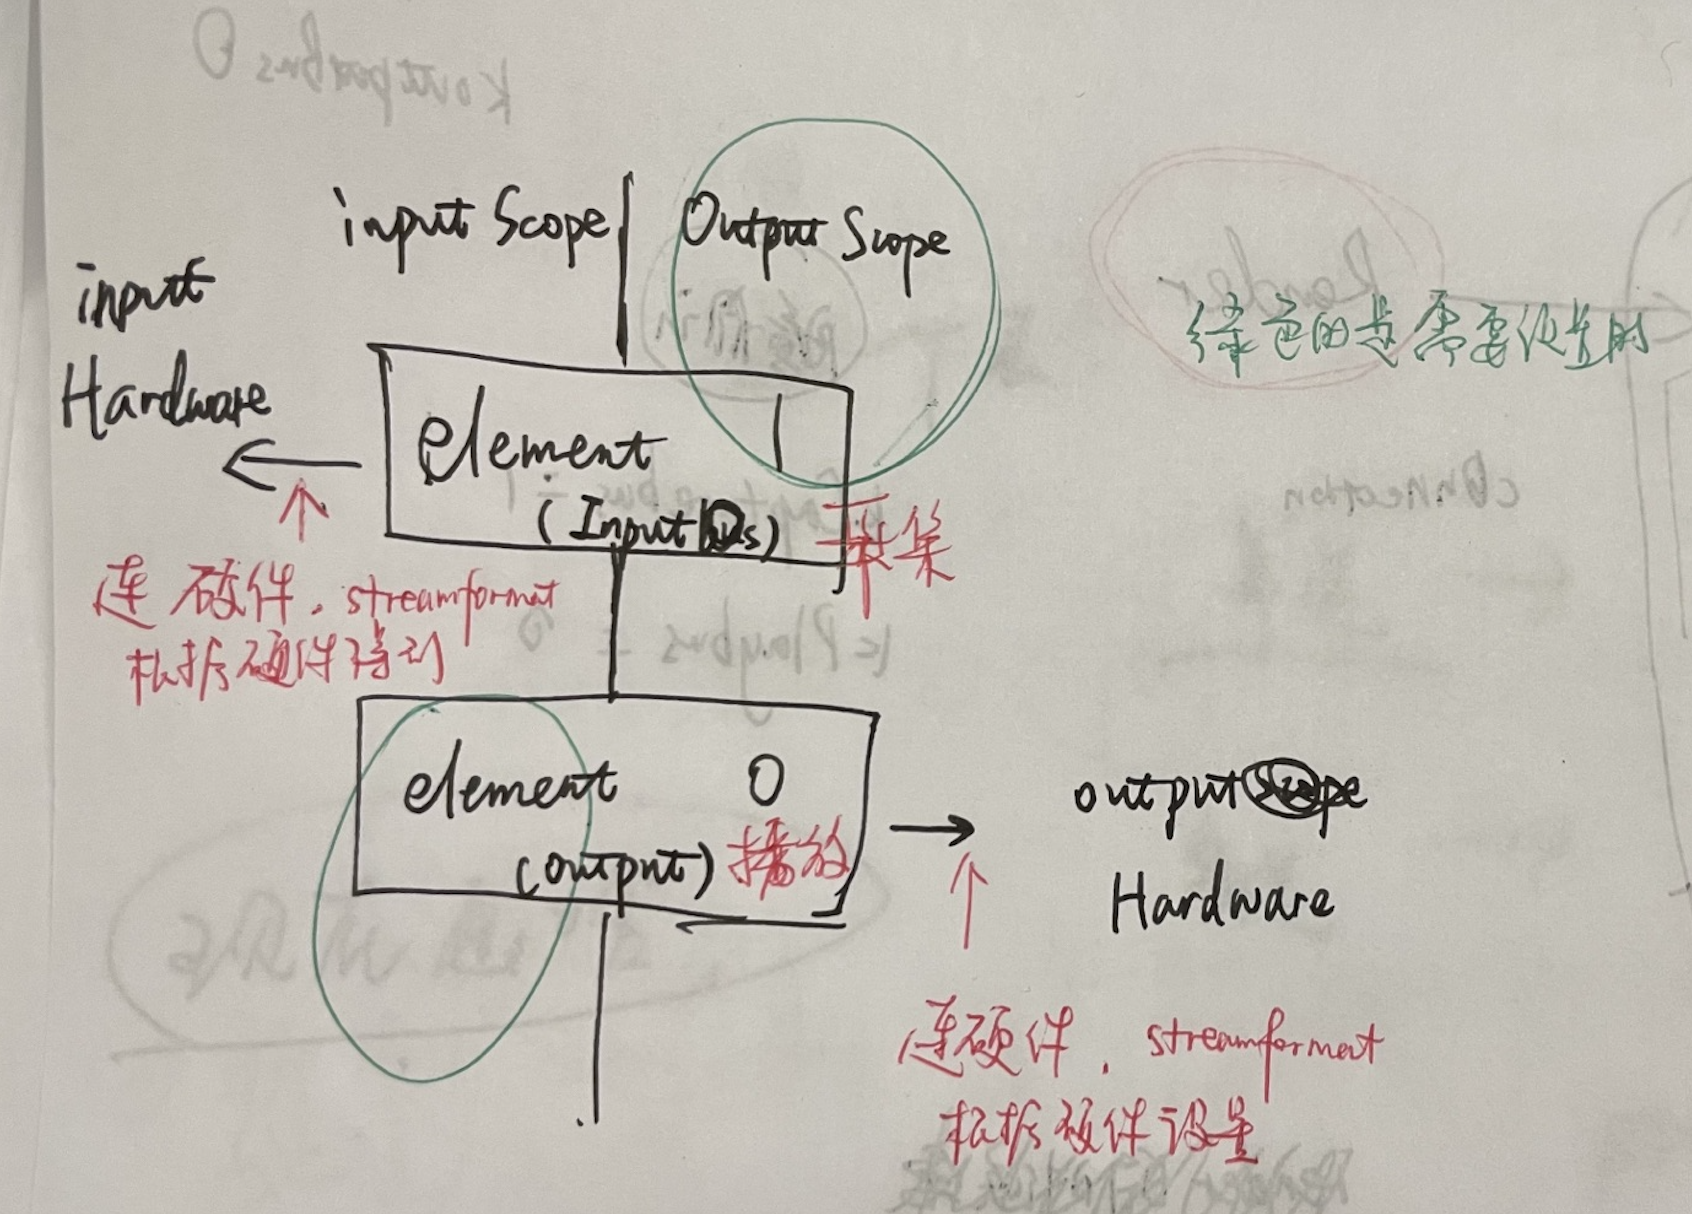 input Scope
Output Scope
input
Hardware
绿色的是需要设置的
element 1
(Input Bus)
采集
连硬件，streamformat
根据硬件得到
element 0
(output)
播放
output Scope
Hardware
连硬件，streamformat
根据硬件设置